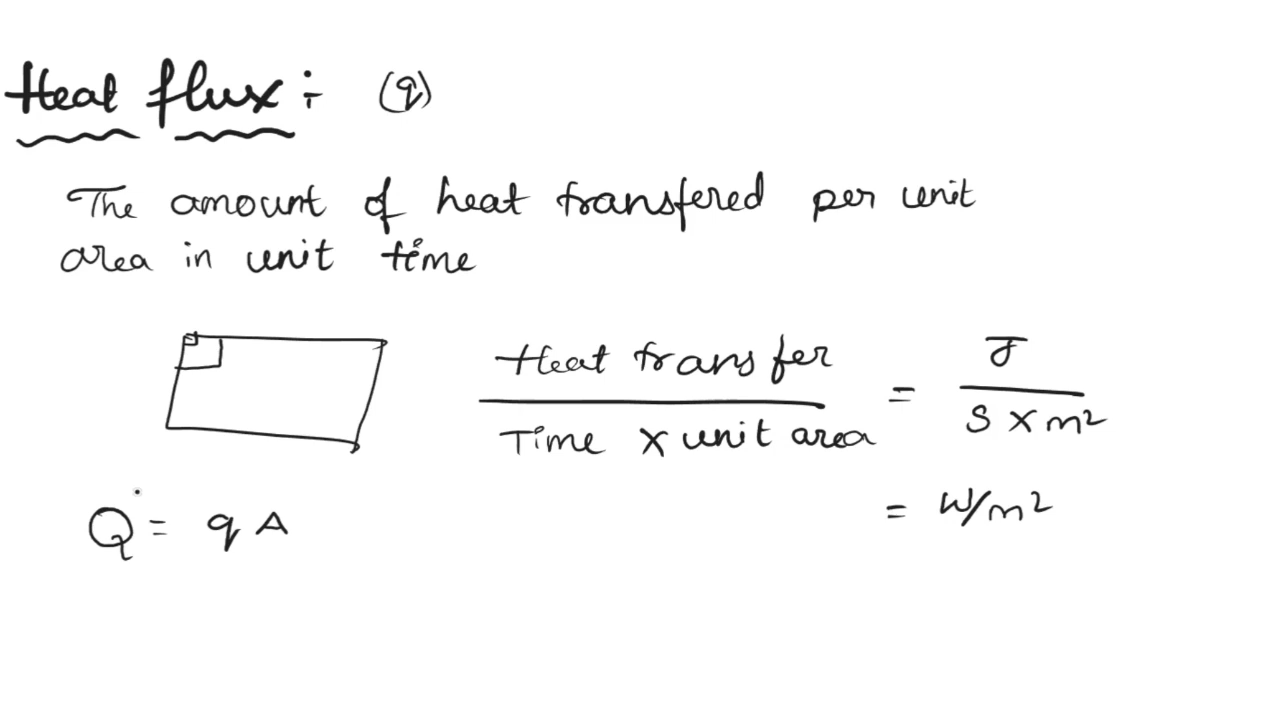 Heat flux :- (q)
The amount of heat transfered per unit
area in unit time
Heat transfer / Time X unit area = J / S X m²
= W/m²
Q = q A